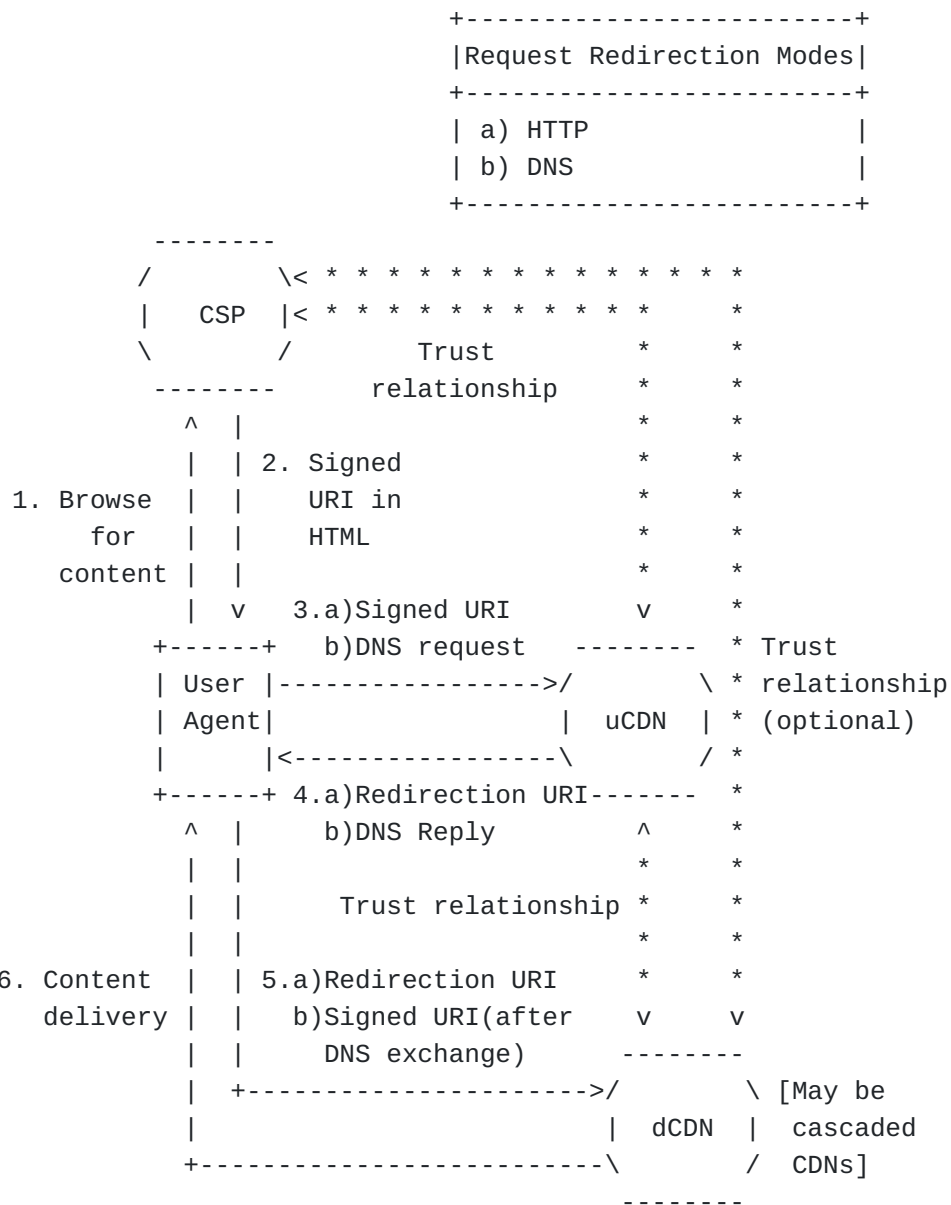 +-------------------------+
|Request Redirection Modes|
+-------------------------+
| a) HTTP                 |
| b) DNS                  |
+-------------------------+
--------
/        \< * * * * * * * * * * * * * *
|   CSP  |< * * * * * * * * * * *     *
\        /        Trust         *     *
--------      relationship     *     *
^  |                         *     *
|  | 2. Signed               *     *
1. Browse  |  |    URI in               *     *
for   |  |    HTML                 *     *
content |  |                         *     *
|  v   3.a)Signed URI        v     *
+------+   b)DNS request   --------  * Trust
| User |----------------->/        \ * relationship
| Agent|                  |  uCDN  | * (optional)
|      |<-----------------\        / *
+------+ 4.a)Redirection URI-------  *
^  |     b)DNS Reply         ^     *
|  |                         *     *
|  |      Trust relationship *     *
|  |                         *     *
6. Content  |  | 5.a)Redirection URI     *     *
delivery |  |   b)Signed URI(after    v     v
|  |     DNS exchange)      --------
|  +---------------------->/        \ [May be
|                          |  dCDN  |  cascaded
+--------------------------\        /  CDNs]
--------